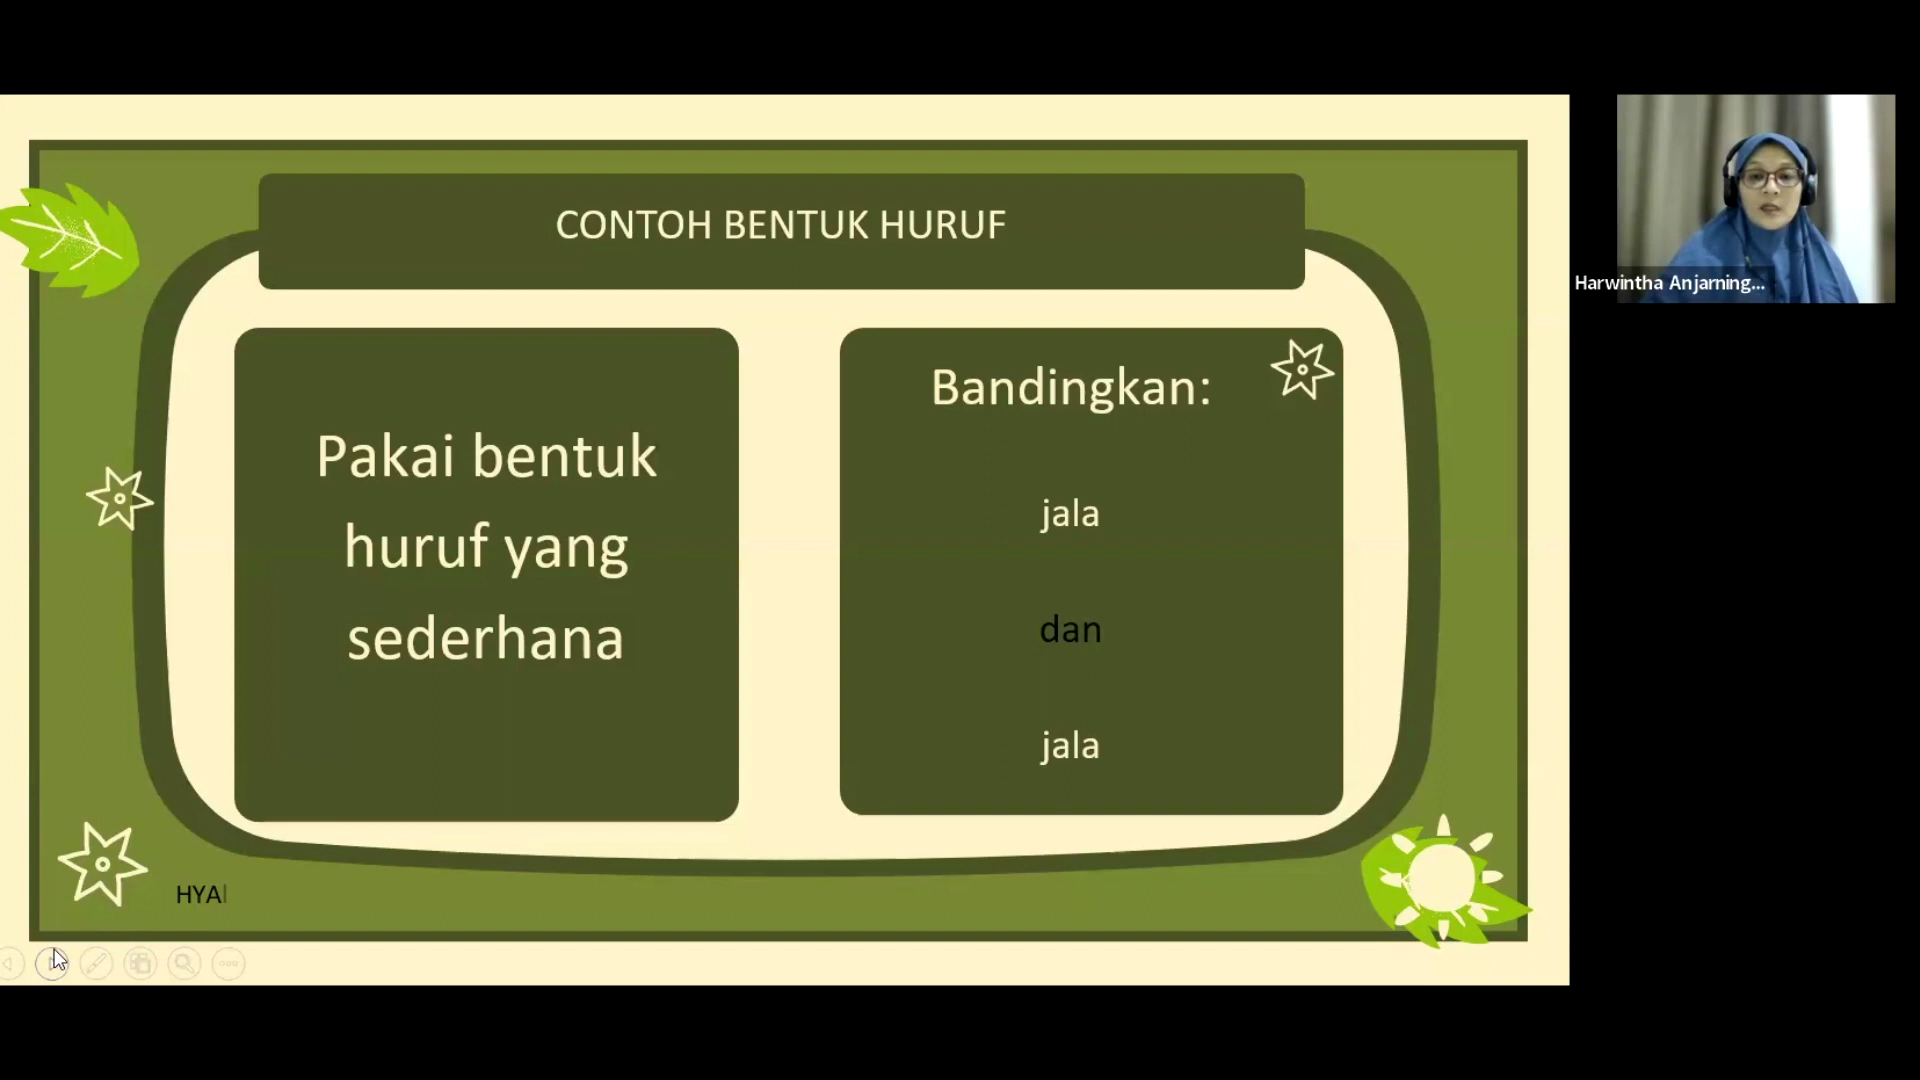 CONTOH BENTUK HURUF
Pakai bentuk
huruf yang
sederhana
Bandingkan:
jala
dan
jala
HYA
Harwintha Anjarning...